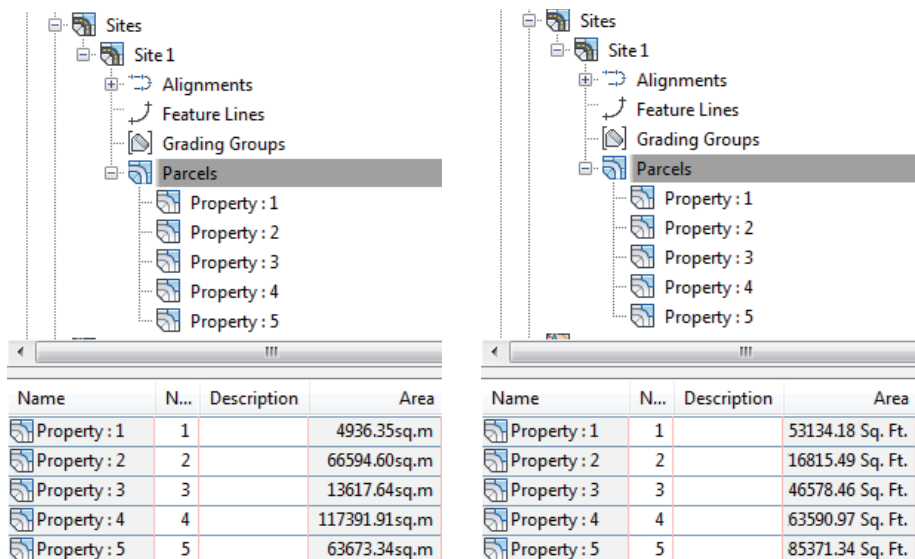 Sites
Site 1
Alignments
Feature Lines
Grading Groups
Parcels
Property : 1
Property : 2
Property : 3
Property : 4
Property : 5
Name N... Description Area
Property : 1 1 4936.35sq.m
Property : 2 2 66594.60sq.m
Property : 3 3 13617.64sq.m
Property : 4 4 117391.91sq.m
Property : 5 5 63673.34sq.m
Sites
Site 1
Alignments
Feature Lines
Grading Groups
Parcels
Property : 1
Property : 2
Property : 3
Property : 4
Property : 5
Name N... Description Area
Property : 1 1 53134.18 Sq. Ft.
Property : 2 2 16815.49 Sq. Ft.
Property : 3 3 46578.46 Sq. Ft.
Property : 4 4 63590.97 Sq. Ft.
Property : 5 5 85371.34 Sq. Ft.